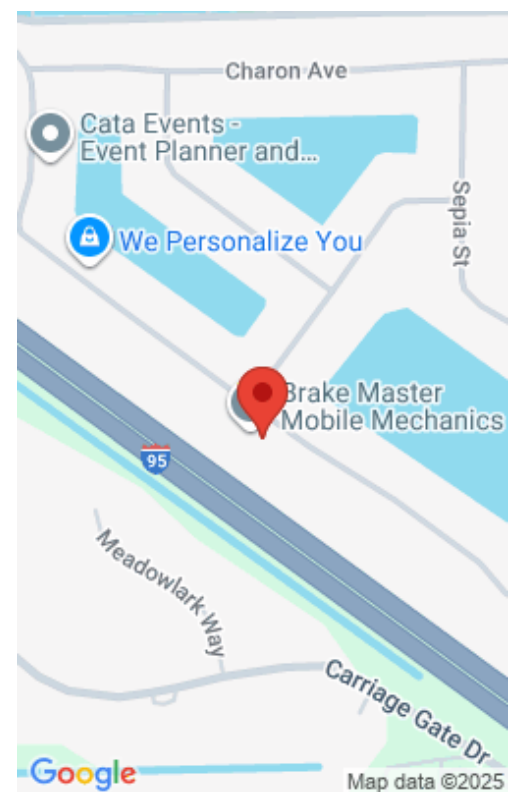 Charon Ave
Cata Events -
Event Planner and...
Sepia St
We Personalize You
Brake Master
Mobile Mechanics
95
Meadowlark Way
Carriage Gate Dr
Google
Map data ©2025